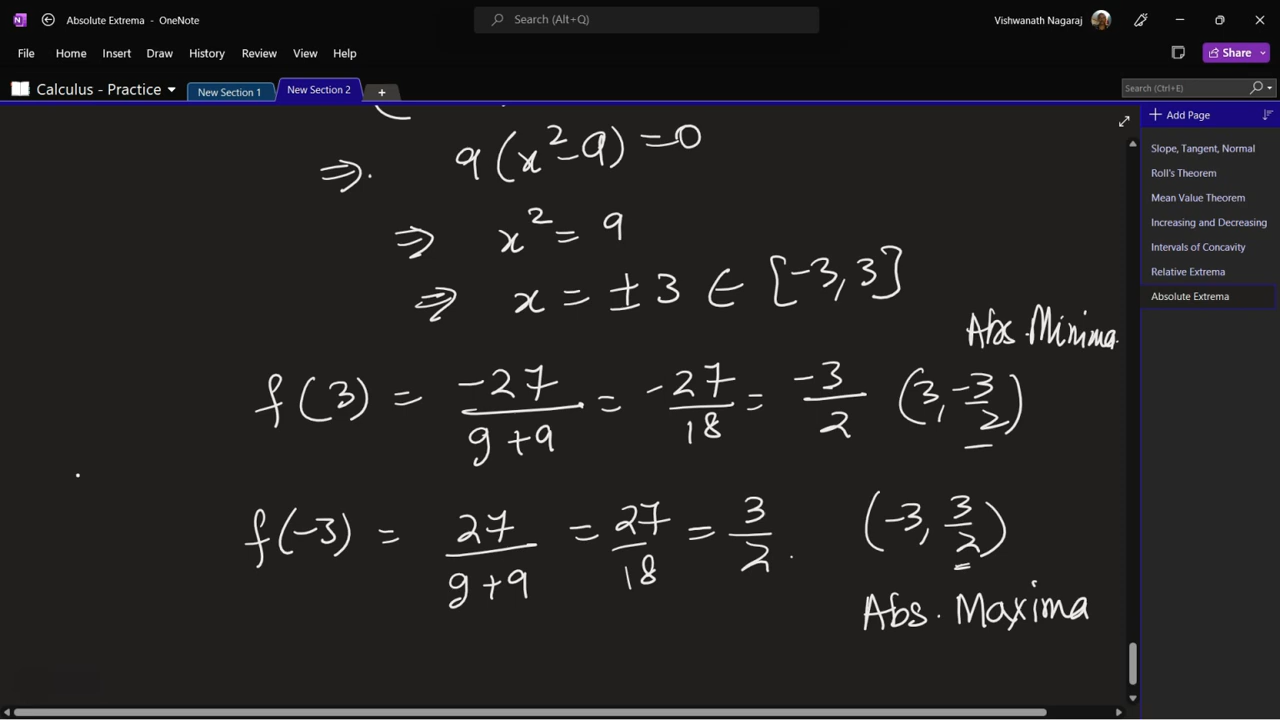 Absolute Extrema - OneNote
Search (Alt+Q)
Vishwanath Nagaraj
File Home Insert Draw History Review View Help
Share
Calculus - Practice
New Section 1
New Section 2
+
Search (Ctrl+E)
Add Page
Slope, Tangent, Normal
Roll's Theorem
Mean Value Theorem
Increasing and Decreasing
Intervals of Concavity
Relative Extrema
Absolute Extrema
⇒. 9(x²-9) = 0
⇒ x² = 9
⇒ x = ±3 ∈ [-3, 3]
Abs. Minima
f(3) = -27/(9+9) = -27/18 = -3/2 (3, -3/2)
f(-3) = 27/(9+9) = 27/18 = 3/2. (-3, 3/2)
Abs. Maxima